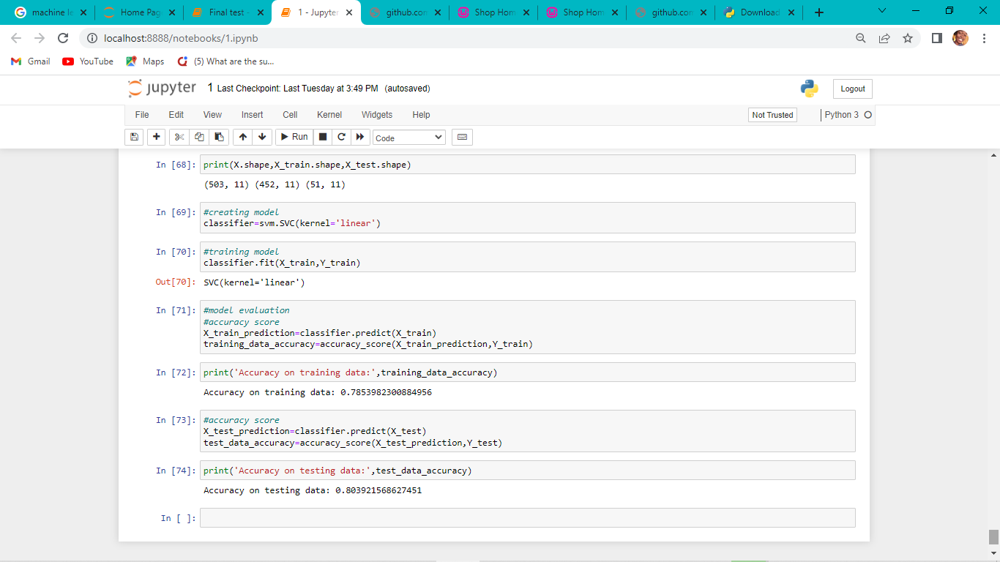 machine le
Home Pag
Final test -
1 - Jupyter
github.con
Shop Hom
Shop Hom
github.con
Download
localhost:8888/notebooks/1.ipynb
Gmail
YouTube
Maps
(5) What are the su...
jupyter 1 Last Checkpoint: Last Tuesday at 3:49 PM (autosaved)
Logout
File Edit View Insert Cell Kernel Widgets Help
Not Trusted
Python 3
Run
Code
In [68]: print(X.shape,X_train.shape,X_test.shape)
(503, 11) (452, 11) (51, 11)
In [69]: #creating model
classifier=svm.SVC(kernel='linear')
In [70]: #training model
classifier.fit(X_train,Y_train)
Out[70]: SVC(kernel='linear')
In [71]: #model evaluation
#accuracy score
X_train_prediction=classifier.predict(X_train)
training_data_accuracy=accuracy_score(X_train_prediction,Y_train)
In [72]: print('Accuracy on training data:',training_data_accuracy)
Accuracy on training data: 0.7853982300884956
In [73]: #accuracy score
X_test_prediction=classifier.predict(X_test)
test_data_accuracy=accuracy_score(X_test_prediction,Y_test)
In [74]: print('Accuracy on testing data:',test_data_accuracy)
Accuracy on testing data: 0.803921568627451
In [ ]: